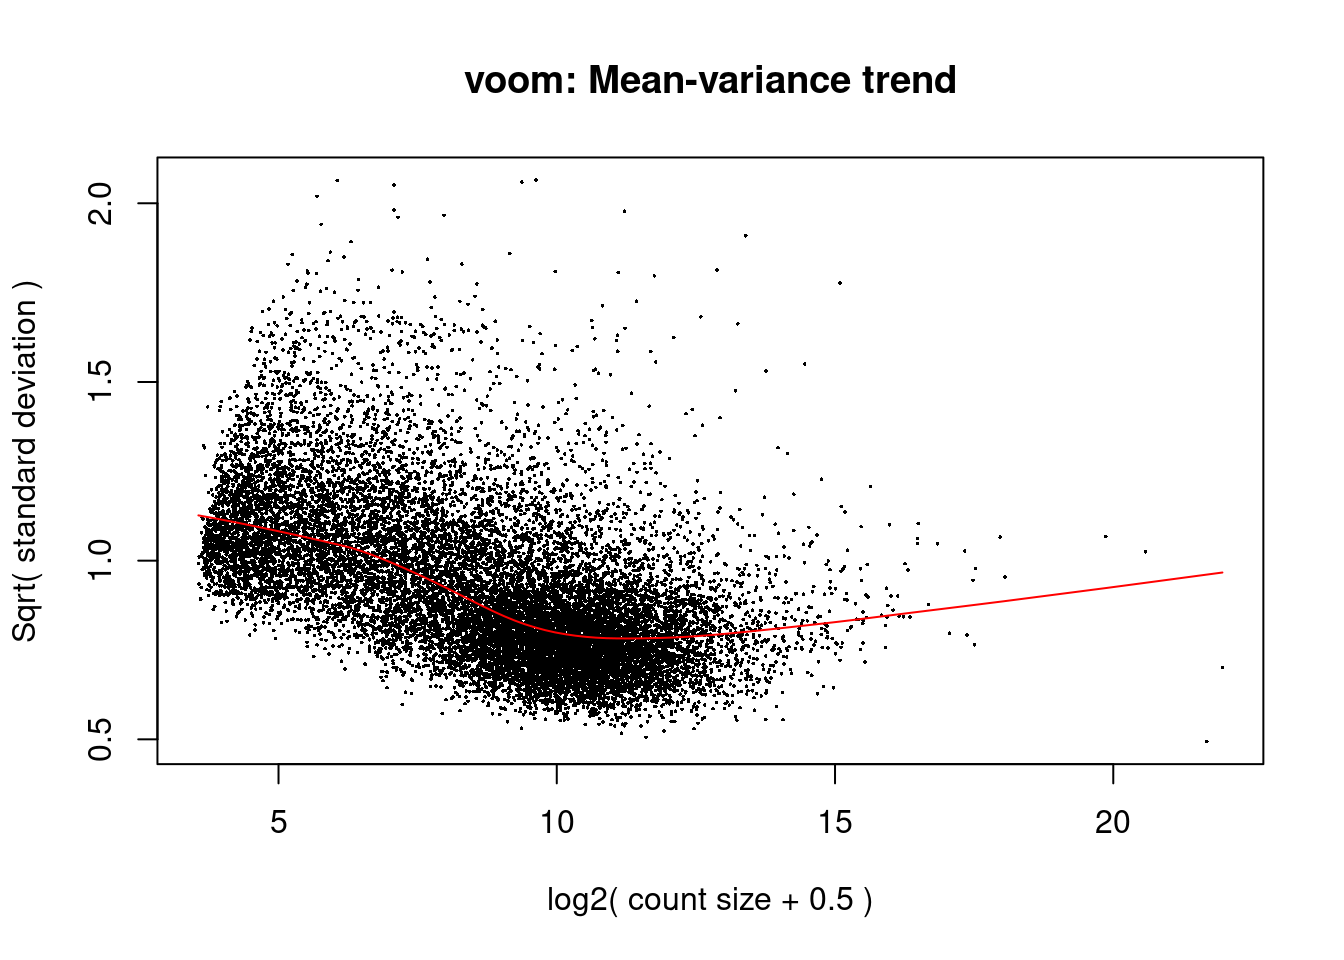 voom: Mean-variance trend
Sqrt( standard deviation )
2.0
1.5
1.0
0.5
5 10 15 20
log2( count size + 0.5 )